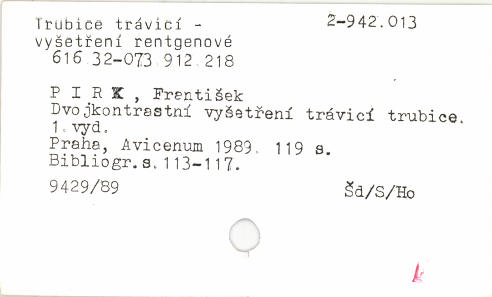 Trubice trávicí - 2-942.013
vyšetření rentgenové
616.32-073.912.218
P I R K , František
Dvojkontrastní vyšetření trávicí trubice.
1.vyd.
Praha, Avicenum 1989. 119 s.
Bibliogr.s.113-117.
9429/89 Šd/S/Ho